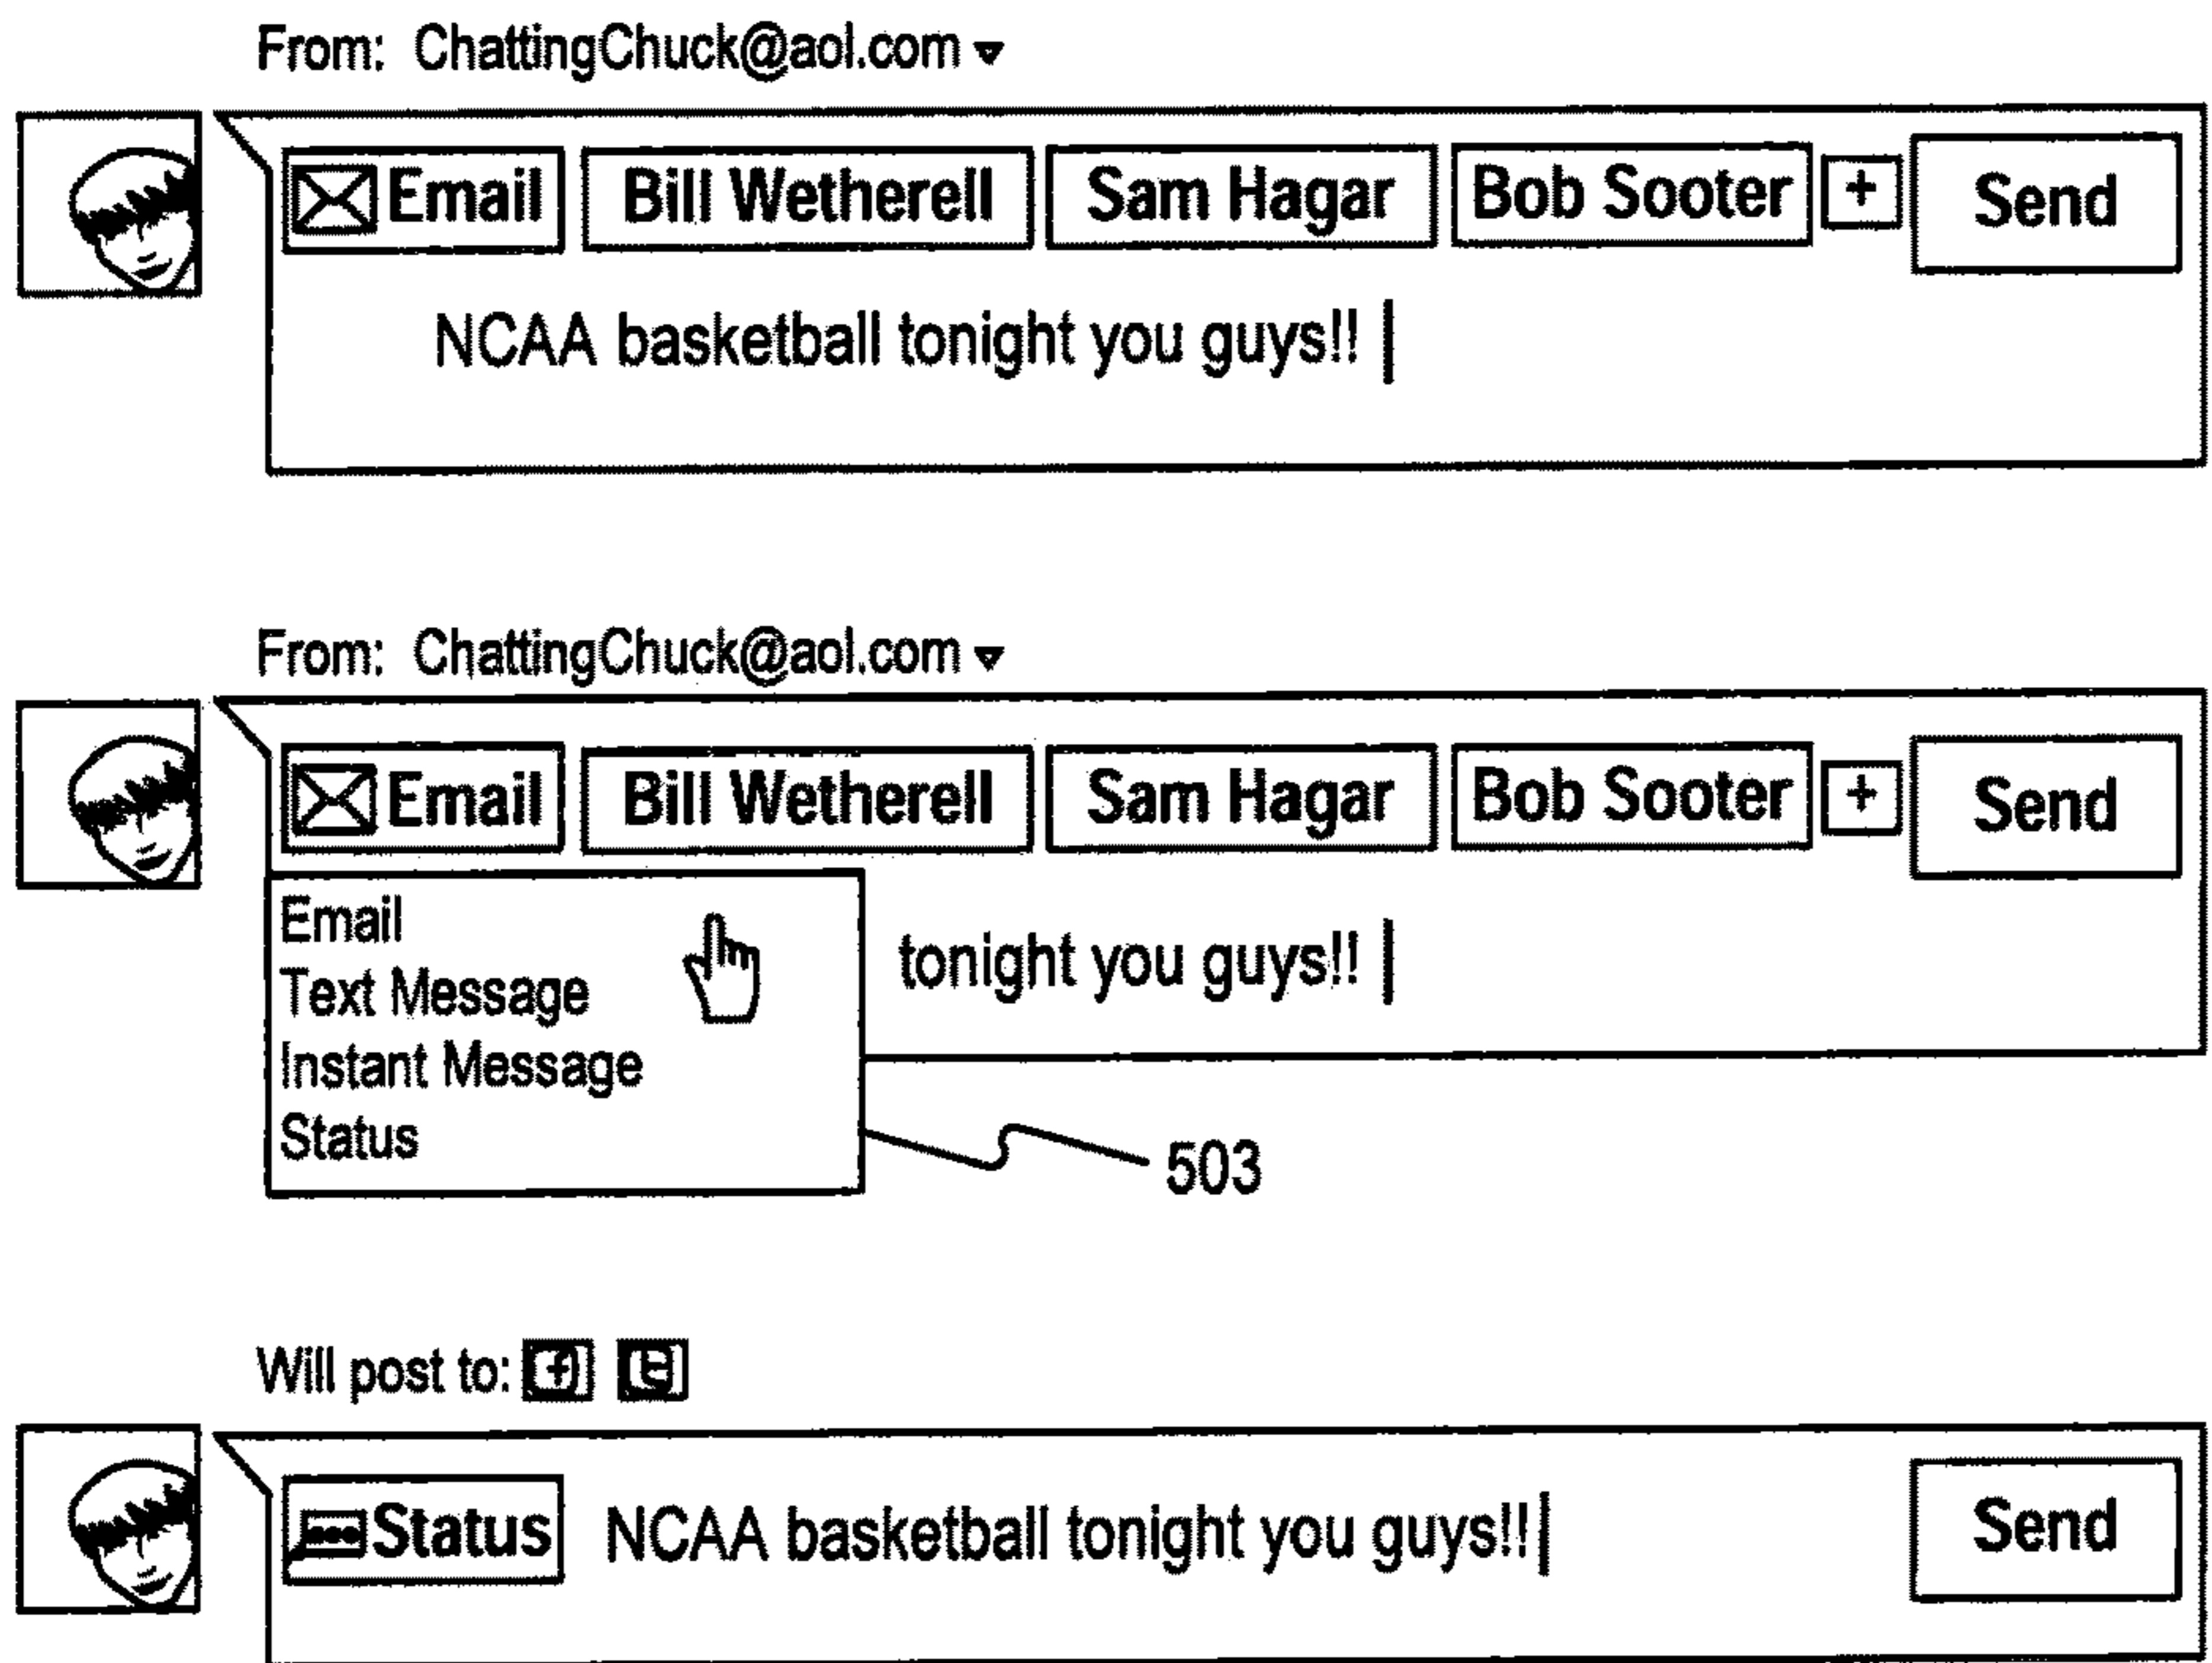 From: ChattingChuck@aol.com
Email Bill Wetherell Sam Hagar Bob Sooter + Send
NCAA basketball tonight you guys!!
From: ChattingChuck@aol.com
Email Bill Wetherell Sam Hagar Bob Sooter + Send
Email
tonight you guys!!
Text Message
Instant Message
Status
503
Will post to: f t
Status NCAA basketball tonight you guys!! Send